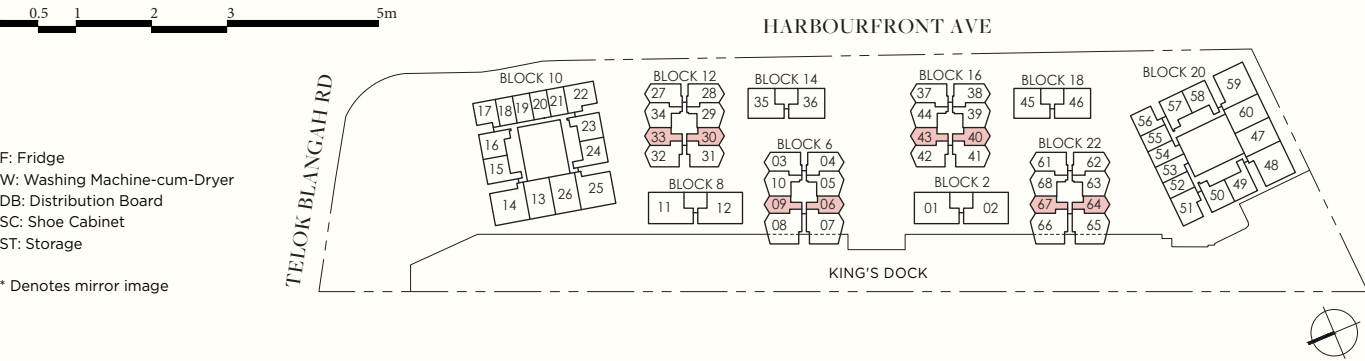 0.5 1 2 3 5m
HARBOURFRONT AVE
TELOK BLANGAH RD
F: Fridge
W: Washing Machine-cum-Dryer
DB: Distribution Board
SC: Shoe Cabinet
ST: Storage
* Denotes mirror image
BLOCK 10
17 18 19 20 21 22
16 23
15 24
14 13 26 25
BLOCK 12
27 28
34 29
33 30
32 31
BLOCK 14
35 36
BLOCK 8
11 12
BLOCK 6
03 04
10 05
09 06
08 07
BLOCK 16
37 38
44 39
43 40
42 41
BLOCK 18
45 46
BLOCK 2
01 02
BLOCK 22
61 62
68 63
67 64
66 65
BLOCK 20
59
58
57
56 60
55 47
54
53 48
52 49
51 50
KING'S DOCK